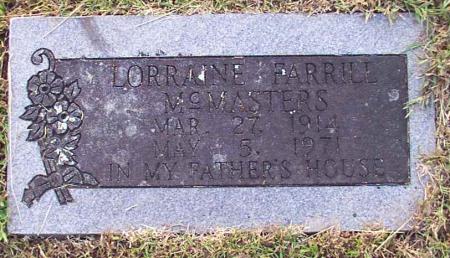 LORRAINE FARRILL
McMASTERS
MAR. 27, 1914
MAY 5, 1971
IN MY FATHER'S HOUSE